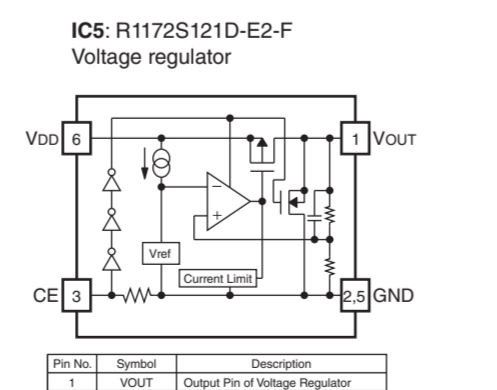 IC5: R1172S121D-E2-F
Voltage regulator
VDD 6
1 VOUT
−
+
Vref
Current Limit
CE 3
2,5 GND
Pin No. Symbol Description
1 VOUT Output Pin of Voltage Regulator